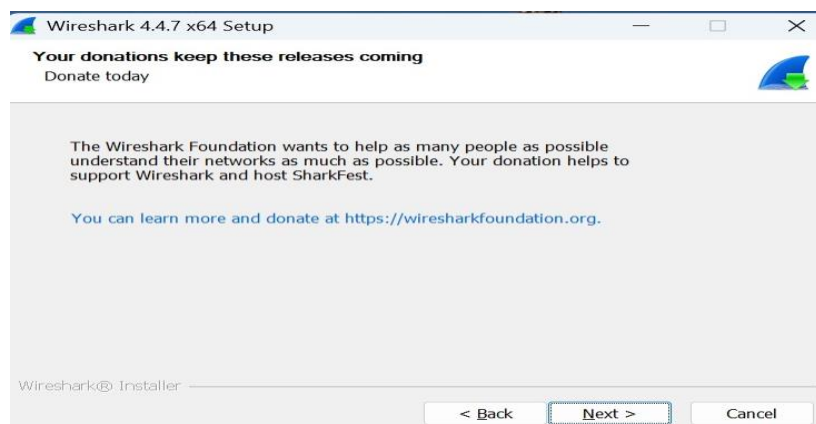 Wireshark 4.4.7 x64 Setup
Your donations keep these releases coming
Donate today
The Wireshark Foundation wants to help as many people as possible
understand their networks as much as possible. Your donation helps to
support Wireshark and host SharkFest.
You can learn more and donate at https://wiresharkfoundation.org.
Wireshark® Installer
< Back Next > Cancel